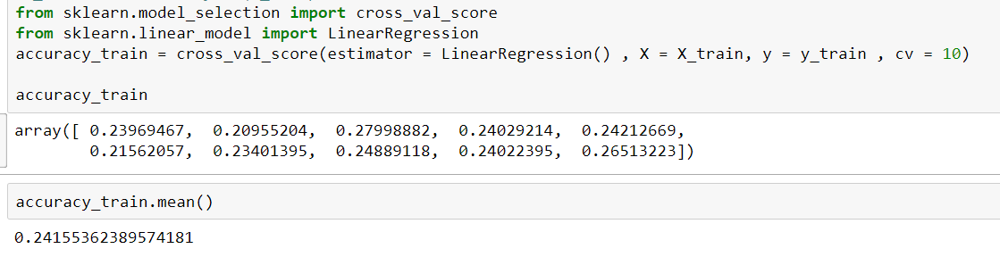 from sklearn.model_selection import cross_val_score
from sklearn.linear_model import LinearRegression
accuracy_train = cross_val_score(estimator = LinearRegression() , X = X_train, y = y_train , cv = 10)
accuracy_train
array([ 0.23969467, 0.20955204, 0.27998882, 0.24029214, 0.24212669,
0.21562057, 0.23401395, 0.24889118, 0.24022395, 0.26513223])
accuracy_train.mean()
0.24155362389574181